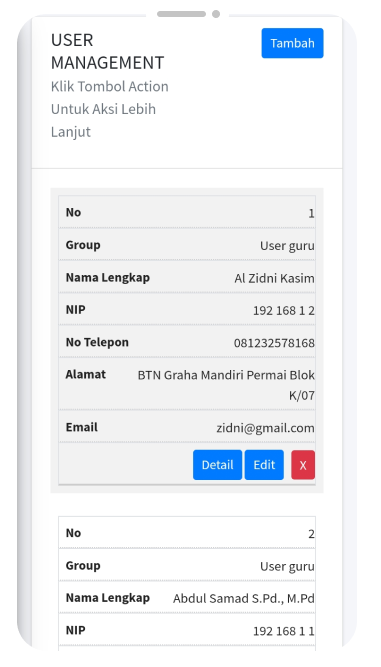 USER
MANAGEMENT
Tambah
Klik Tombol Action
Untuk Aksi Lebih
Lanjut
No 1
Group User guru
Nama Lengkap Al Zidni Kasim
NIP 192 168 1 2
No Telepon 081232578168
Alamat BTN Graha Mandiri Permai Blok
K/07
Email zidni@gmail.com
Detail Edit X
No 2
Group User guru
Nama Lengkap Abdul Samad S.Pd., M.Pd
NIP 192 168 1 1